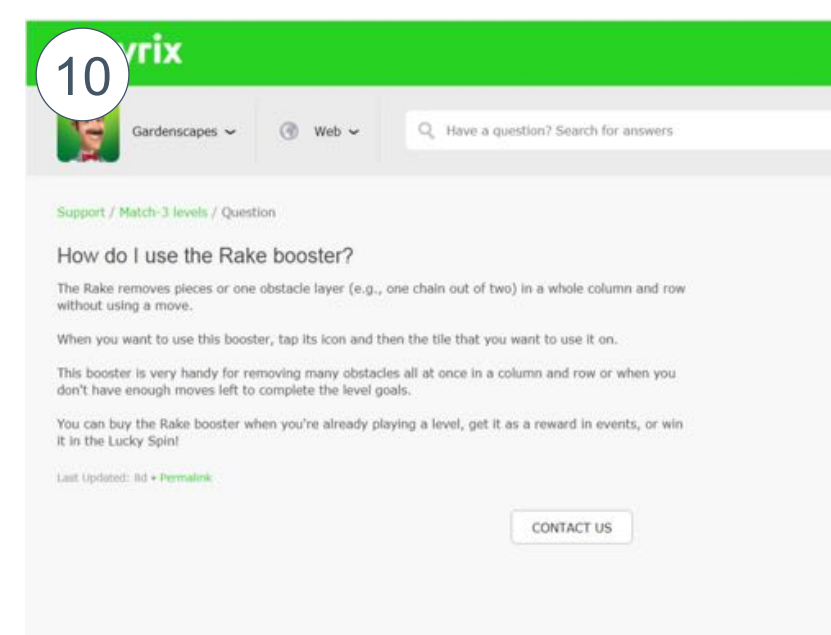 10
yrix
Gardenscapes
Web
Have a question? Search for answers
Support / Match-3 levels / Question
How do I use the Rake booster?
The Rake removes pieces or one obstacle layer (e.g., one chain out of two) in a whole column and row
without using a move.
When you want to use this booster, tap its icon and then the tile that you want to use it on.
This booster is very handy for removing many obstacles all at once in a column and row or when you
don't have enough moves left to complete the level goals.
You can buy the Rake booster when you're already playing a level, get it as a reward in events, or win
it in the Lucky Spin!
Last Updated: • Permalink
CONTACT US